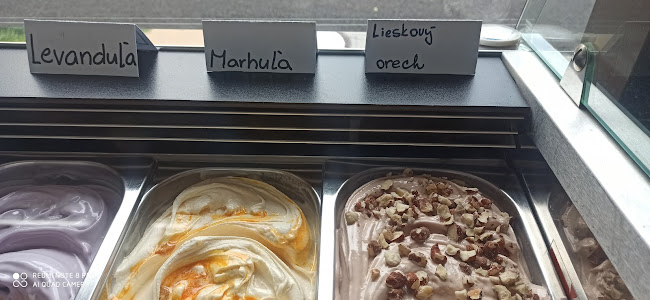 Levanduľa
Marhuľa
Lieskový
orech
REDMI NOTE 8
AI QUAD CAMERA